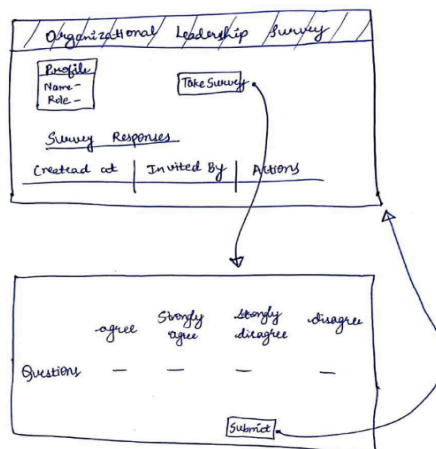 Organizational Leadership Survey
Profile
Name -
Role -
Take Survey
Survey Responses
Created at | Invited By | Actions
agree Strongly agree Strongly disagree disagree
Questions — — — —
Submit